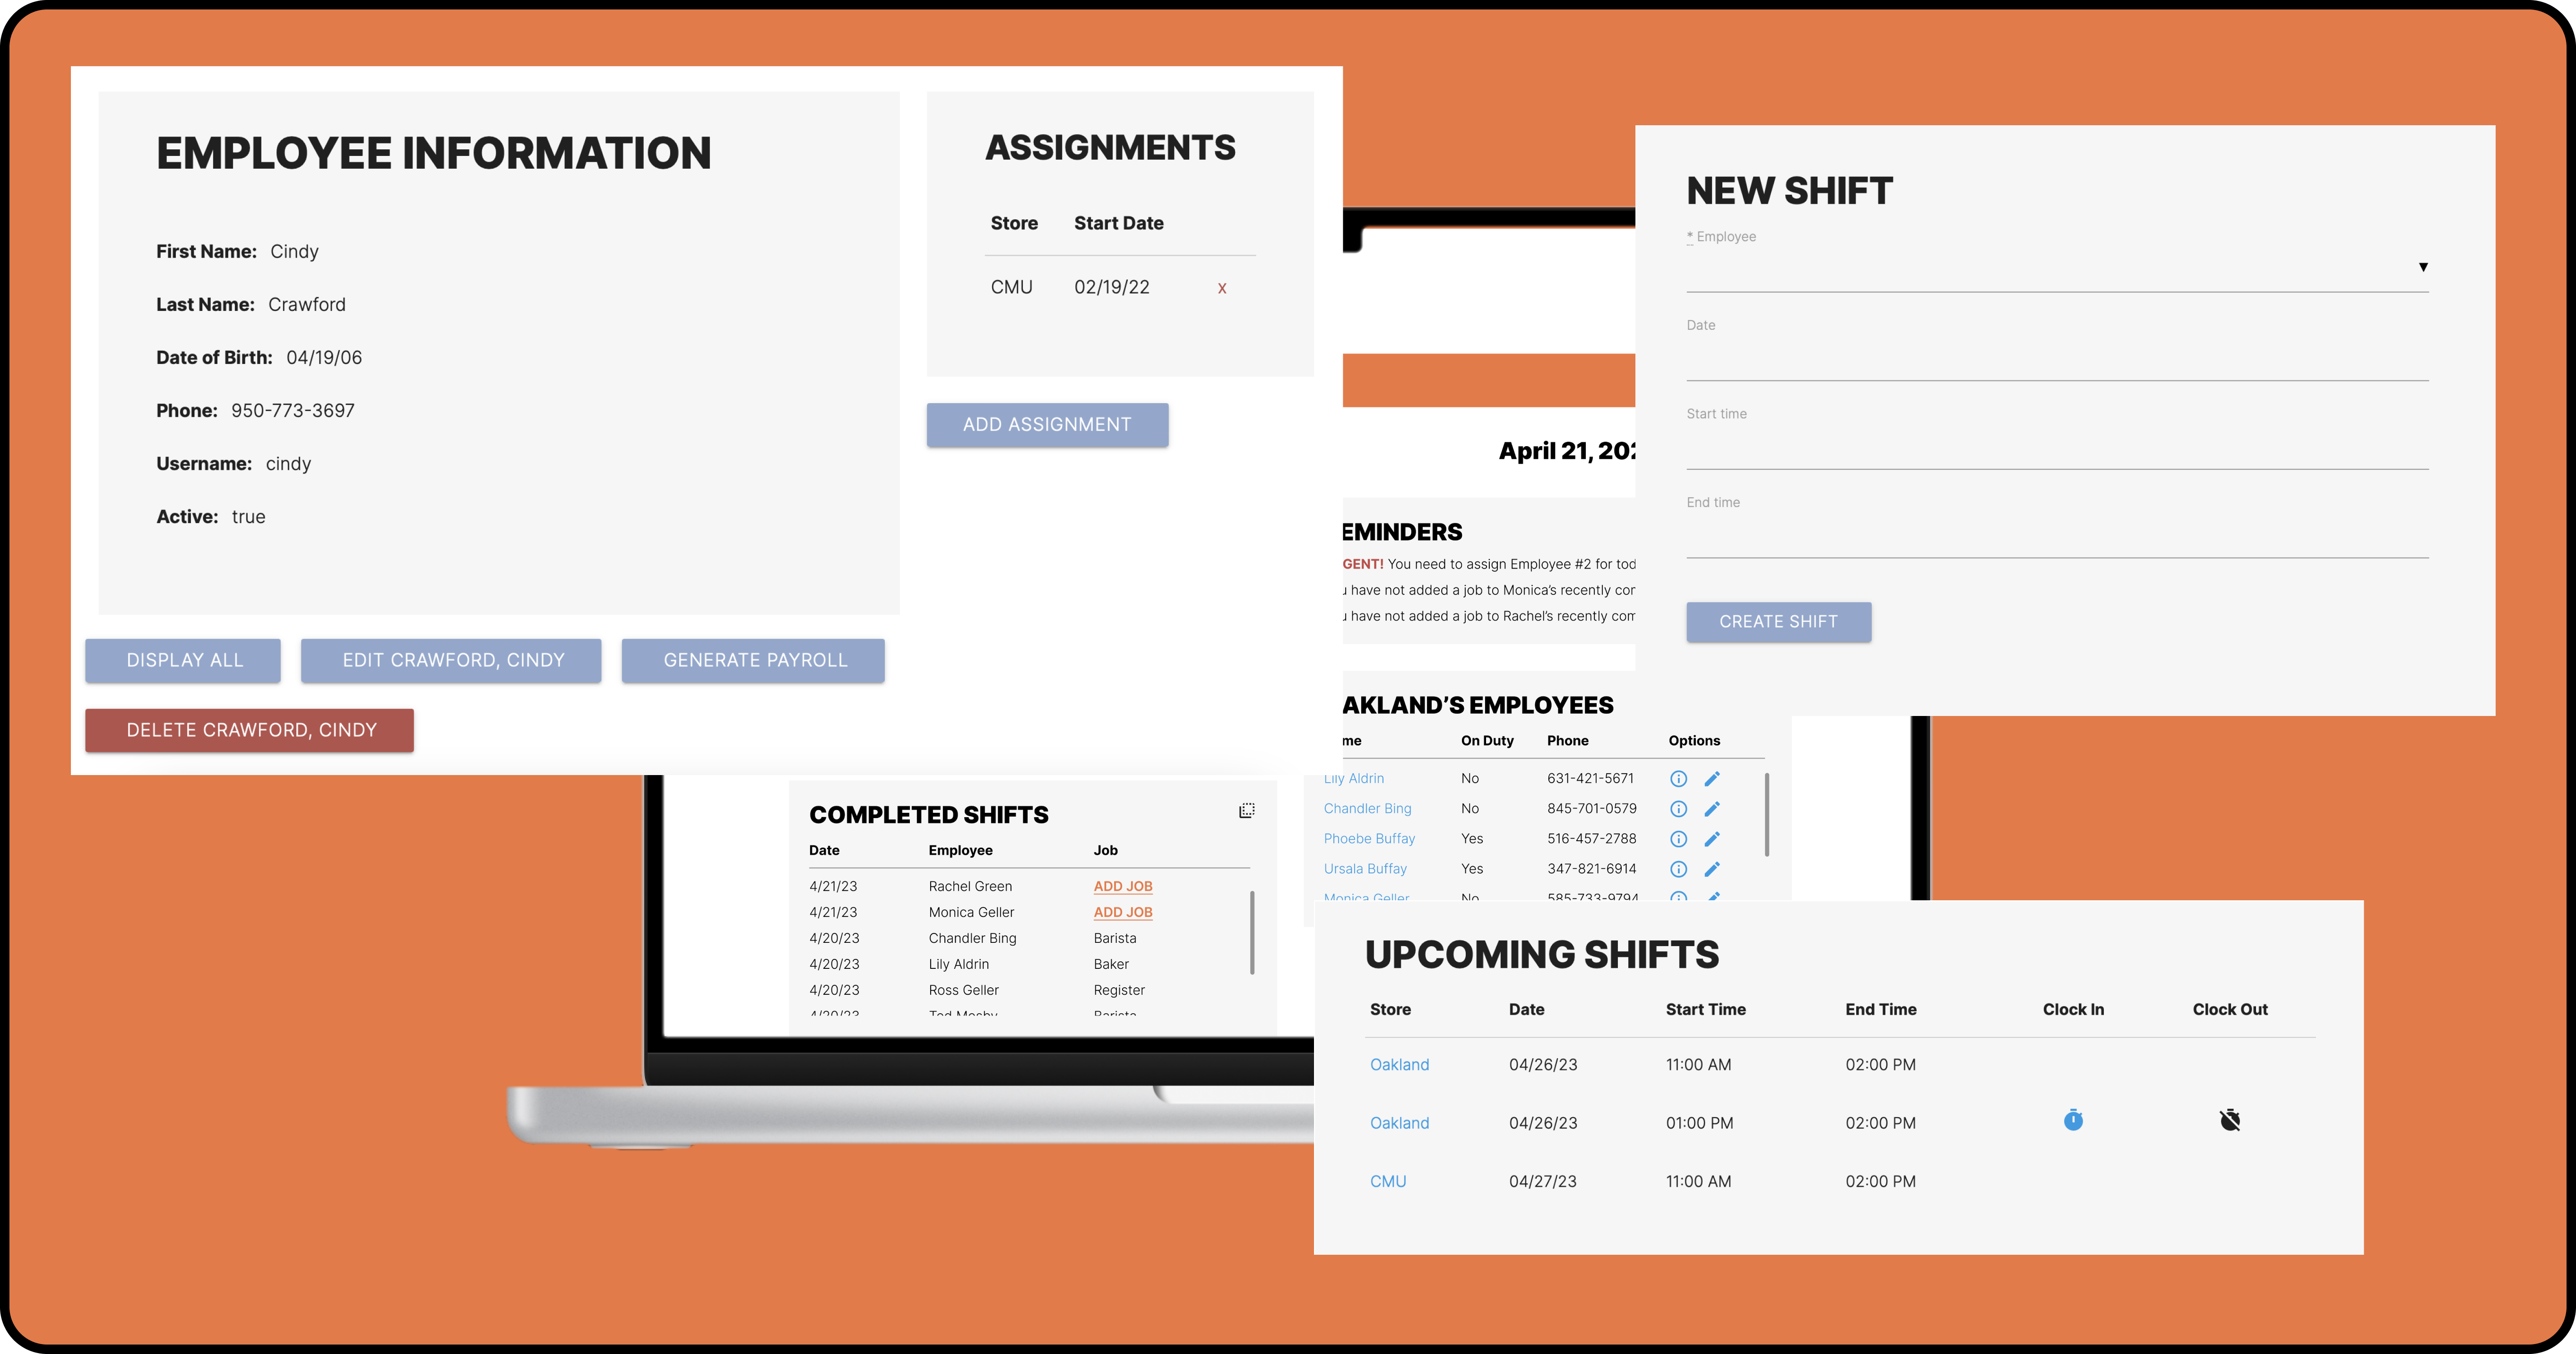 EMPLOYEE INFORMATION
First Name: Cindy
Last Name: Crawford
Date of Birth: 04/19/06
Phone: 950-773-3697
Username: cindy
Active: true
DISPLAY ALL
EDIT CRAWFORD, CINDY
GENERATE PAYROLL
DELETE CRAWFORD, CINDY
ASSIGNMENTS
Store Start Date
CMU 02/19/22 x
ADD ASSIGNMENT
NEW SHIFT
* Employee
Date
Start time
End time
CREATE SHIFT
April 21,
EMINDERS
GENT! You need to assign Employee #2 for tod
have not added a job to Monica's recently
have not added a job to Rachel's recently
AKLAND'S EMPLOYEES
me On Duty Phone Options
Lily Aldrin No 631-421-5671
Chandler Bing No 845-701-0579
Phoebe Buffay Yes 516-457-2788
Ursala Buffay Yes 347-821-6914
Monica Geller No 585-733-9794
COMPLETED SHIFTS
Date Employee Job
4/21/23 Rachel Green ADD JOB
4/21/23 Monica Geller ADD JOB
4/20/23 Chandler Bing Barista
4/20/23 Lily Aldrin Baker
4/20/23 Ross Geller Register
4/20/23 Ted Mosby Barista
UPCOMING SHIFTS
Store Date Start Time End Time Clock In Clock Out
Oakland 04/26/23 11:00 AM 02:00 PM
Oakland 04/26/23 01:00 PM 02:00 PM
CMU 04/27/23 11:00 AM 02:00 PM